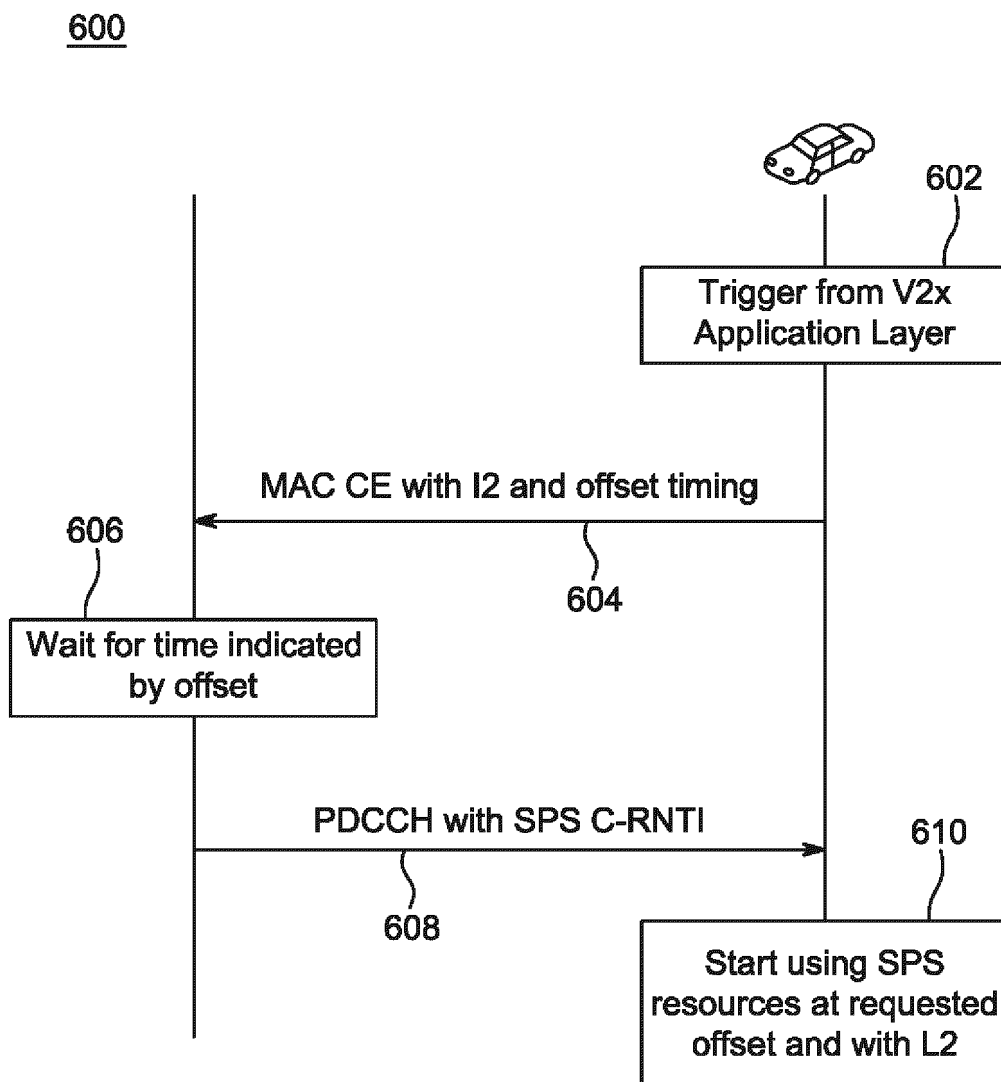 600
602
Trigger from V2x
Application Layer
MAC CE with I2 and offset timing
604
606
Wait for time indicated
by offset
PDCCH with SPS C-RNTI
608
610
Start using SPS
resources at requested
offset and with L2